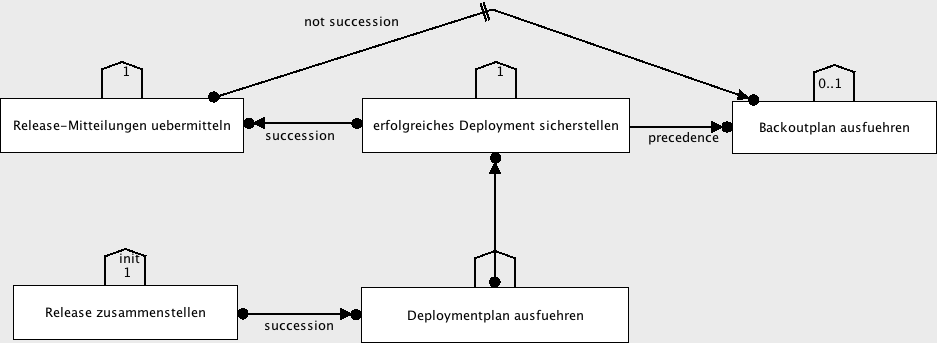 not succession
1
1
0..1
Release-Mitteilungen uebermitteln
succession
erfolgreiches Deployment sicherstellen
precedence
Backoutplan ausfuehren
init
1
Release zusammenstellen
succession
Deploymentplan ausfuehren